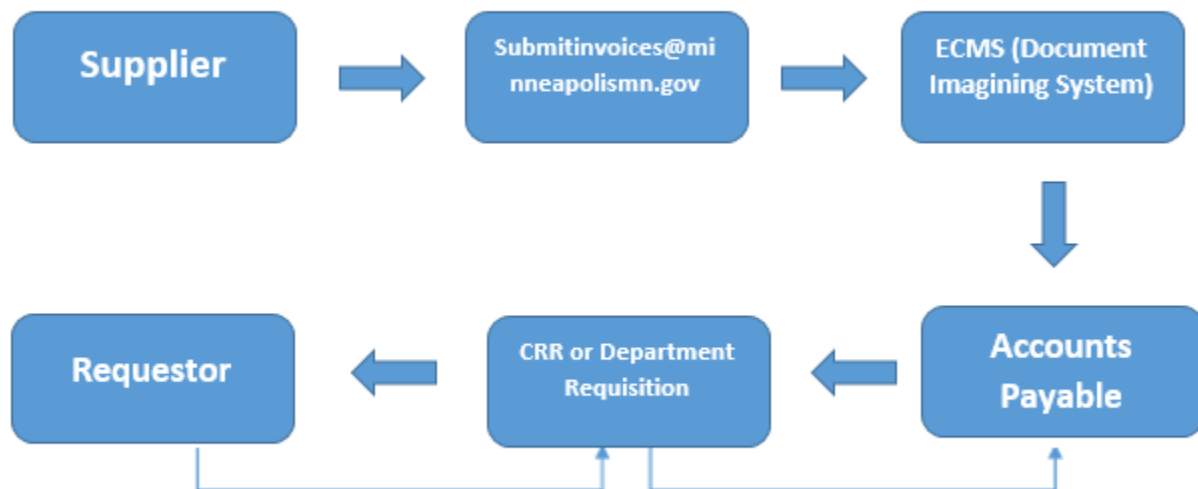 Supplier
Submitinvoices@mi
nneapolismn.gov
ECMS (Document
Imagining System)
Requestor
CRR or Department
Requisition
Accounts
Payable